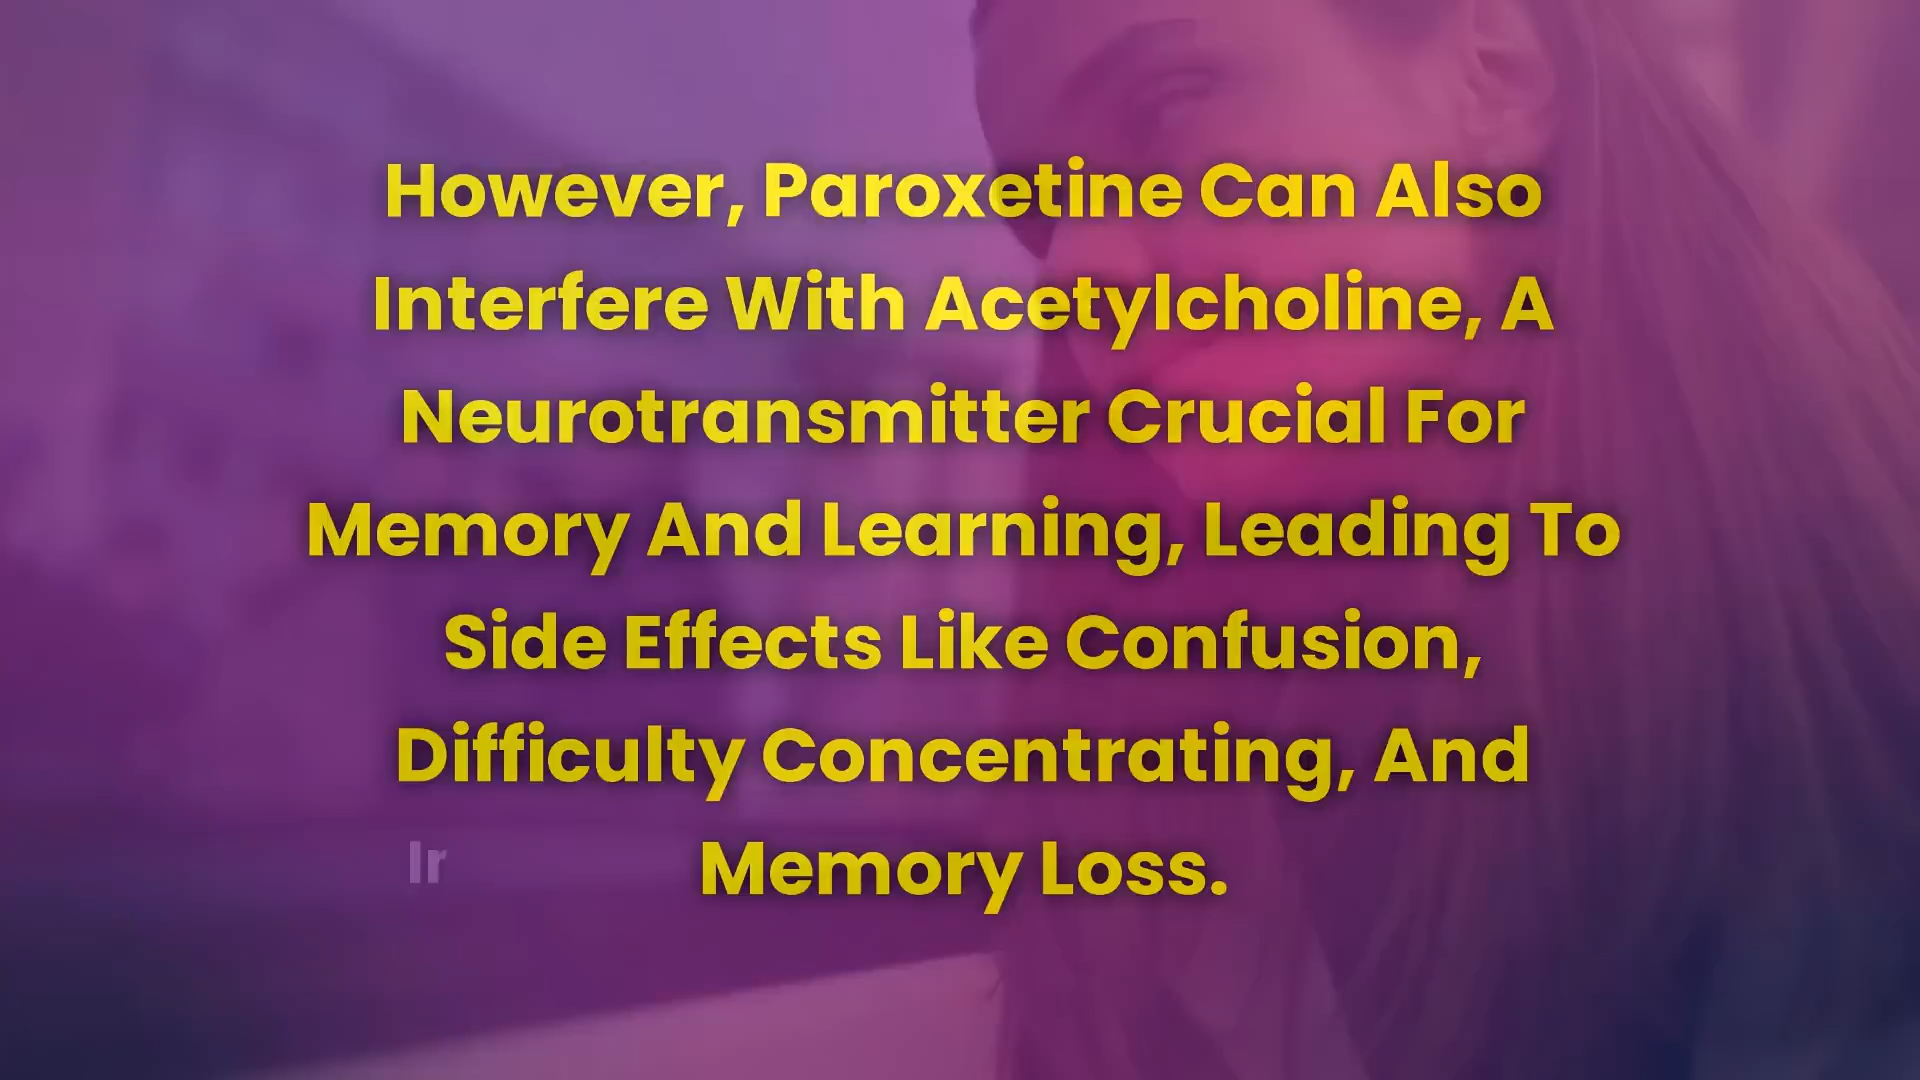 However, Paroxetine Can Also
Interfere With Acetylcholine, A
Neurotransmitter Crucial For
Memory And Learning, Leading To
Side Effects Like Confusion,
Difficulty Concentrating, And
Memory Loss.